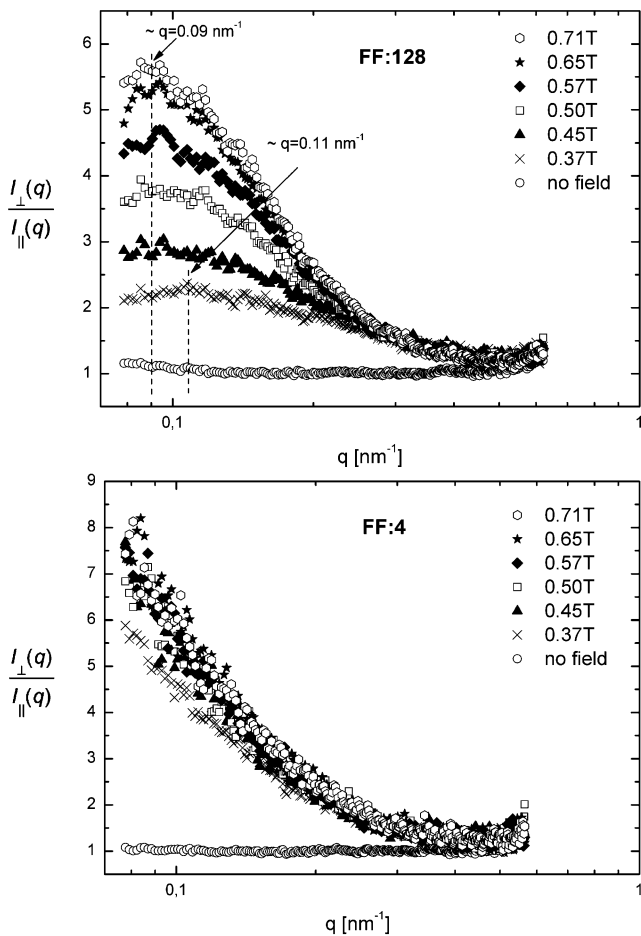 ~ q=0.09 nm⁻¹
FF:128
0.71T
0.65T
0.57T
0.50T
0.45T
0.37T
no field
~ q=0.11 nm⁻¹
I⊥(q)
I||(q)
6
5
4
3
2
1
0,1
1
q [nm⁻¹]
FF:4
0.71T
0.65T
0.57T
0.50T
0.45T
0.37T
no field
I⊥(q)
I||(q)
9
8
7
6
5
4
3
2
1
0,1
1
q [nm⁻¹]